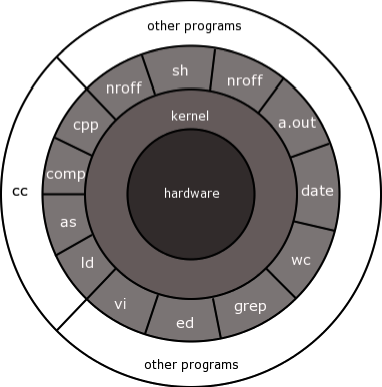 other programs
nroff
sh
nroff
a.out
date
wc
grep
ed
vi
ld
as
comp
cpp
cc
kernel
hardware
other programs